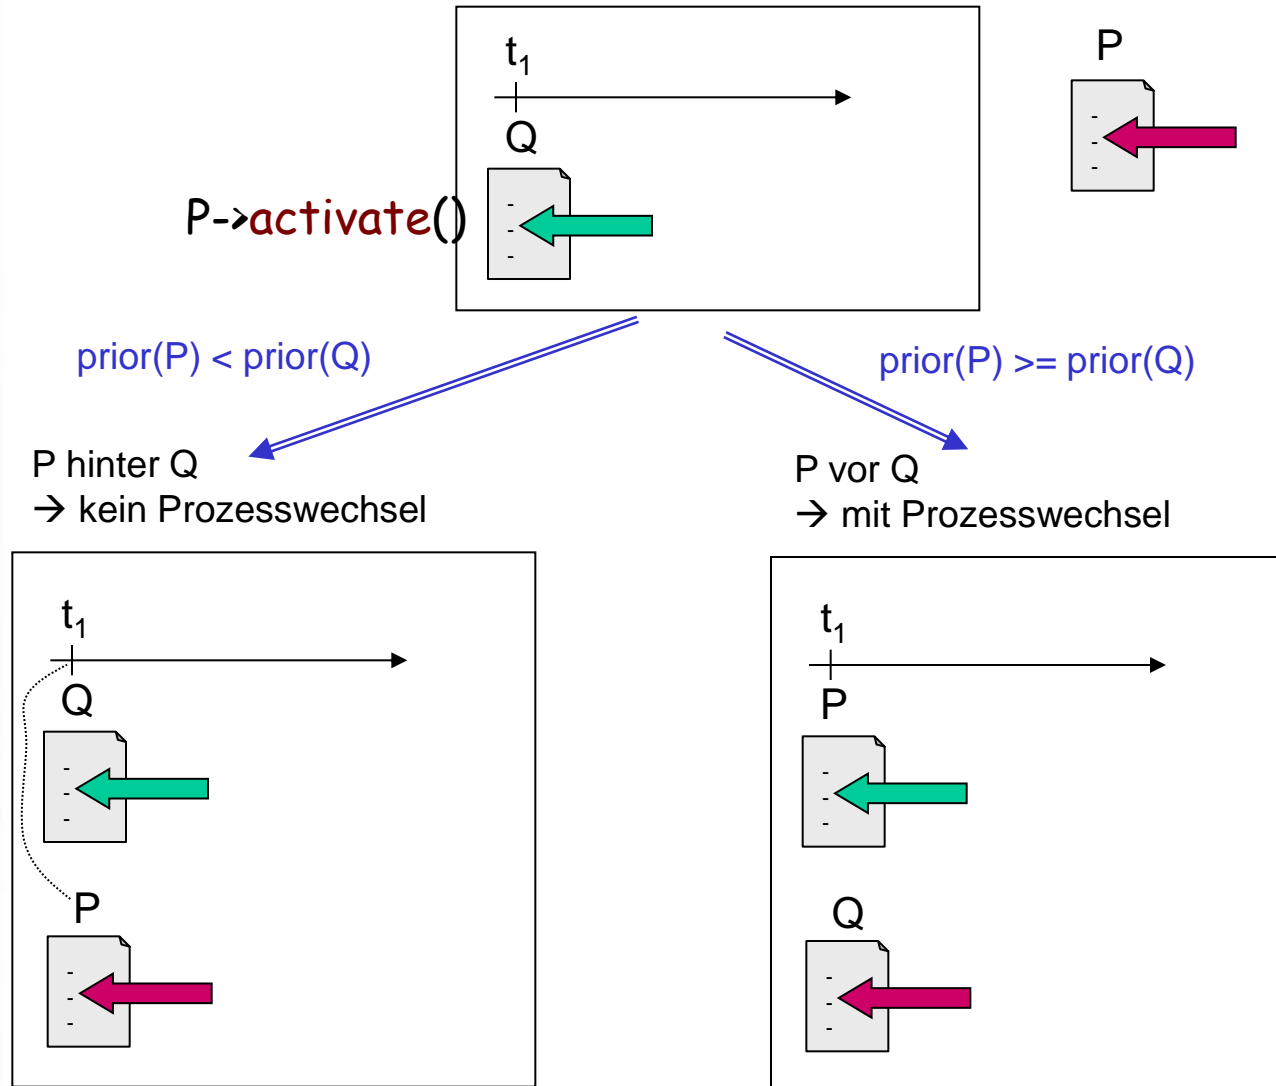 t₁
P
Q
-
-
-
-
-
-
P->activate()
prior(P) < prior(Q)
prior(P) >= prior(Q)
P hinter Q
→ kein Prozesswechsel
P vor Q
→ mit Prozesswechsel
t₁
Q
-
-
-
P
-
-
-
t₁
P
-
-
-
Q
-
-
-